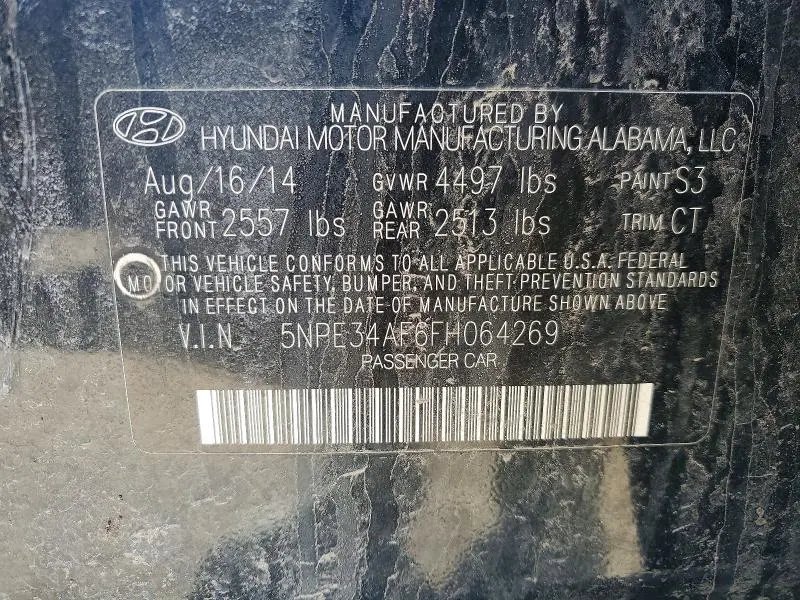 MANUFACTURED BY
HYUNDAI MOTOR MANUFACTURING ALABAMA, LLC
Aug/16/14 GVWR 4497 lbs PAINT S3
GAWR FRONT 2557 lbs GAWR REAR 2513 lbs TRIM CT
THIS VEHICLE CONFORMS TO ALL APPLICABLE U.S.A. FEDERAL
MOTOR VEHICLE SAFETY, BUMPER, AND THEFT PREVENTION STANDARDS
IN EFFECT ON THE DATE OF MANUFACTURE SHOWN ABOVE
V.I.N. 5NPE34AF6FH064269
PASSENGER CAR